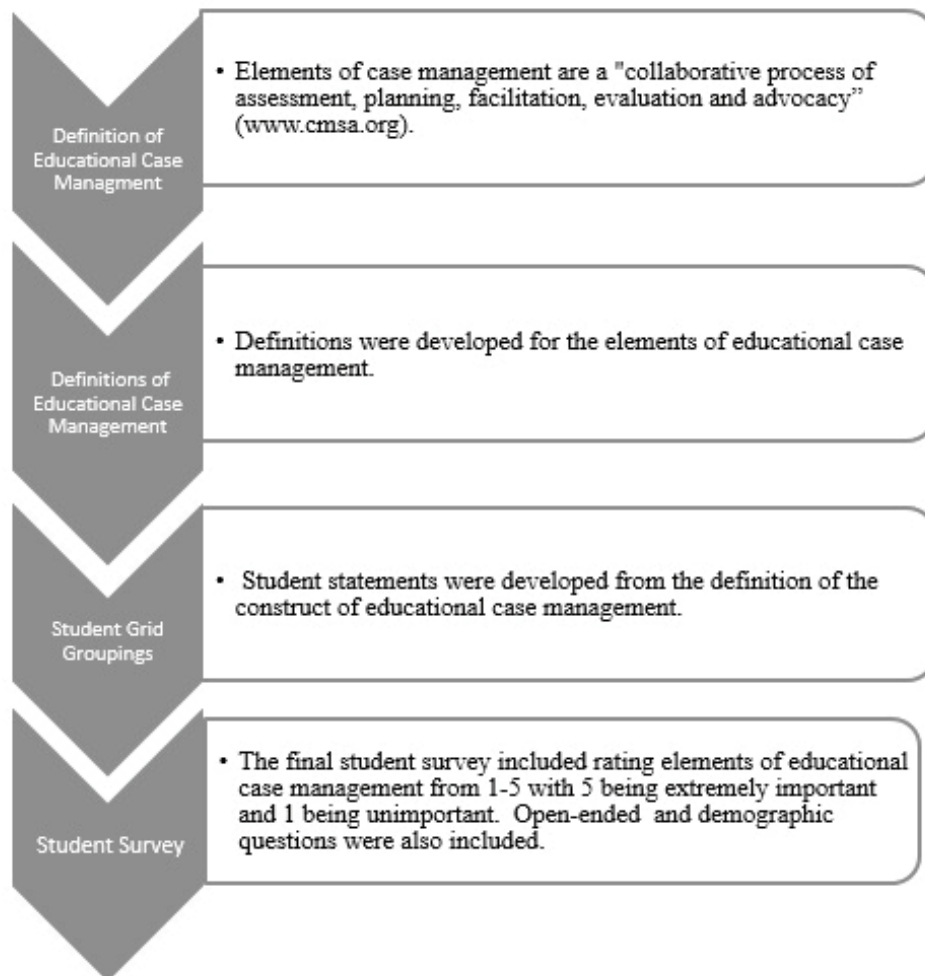 Definition of
Educational Case
Managment
• Elements of case management are a "collaborative process of
assessment, planning, facilitation, evaluation and advocacy”
(www.cmsa.org).
Definitions of
Educational Case
Management
• Definitions were developed for the elements of educational case
management.
Student Grid
Groupings
• Student statements were developed from the definition of the
construct of educational case management.
Student Survey
• The final student survey included rating elements of educational
case management from 1-5 with 5 being extremely important
and 1 being unimportant. Open-ended and demographic
questions were also included.